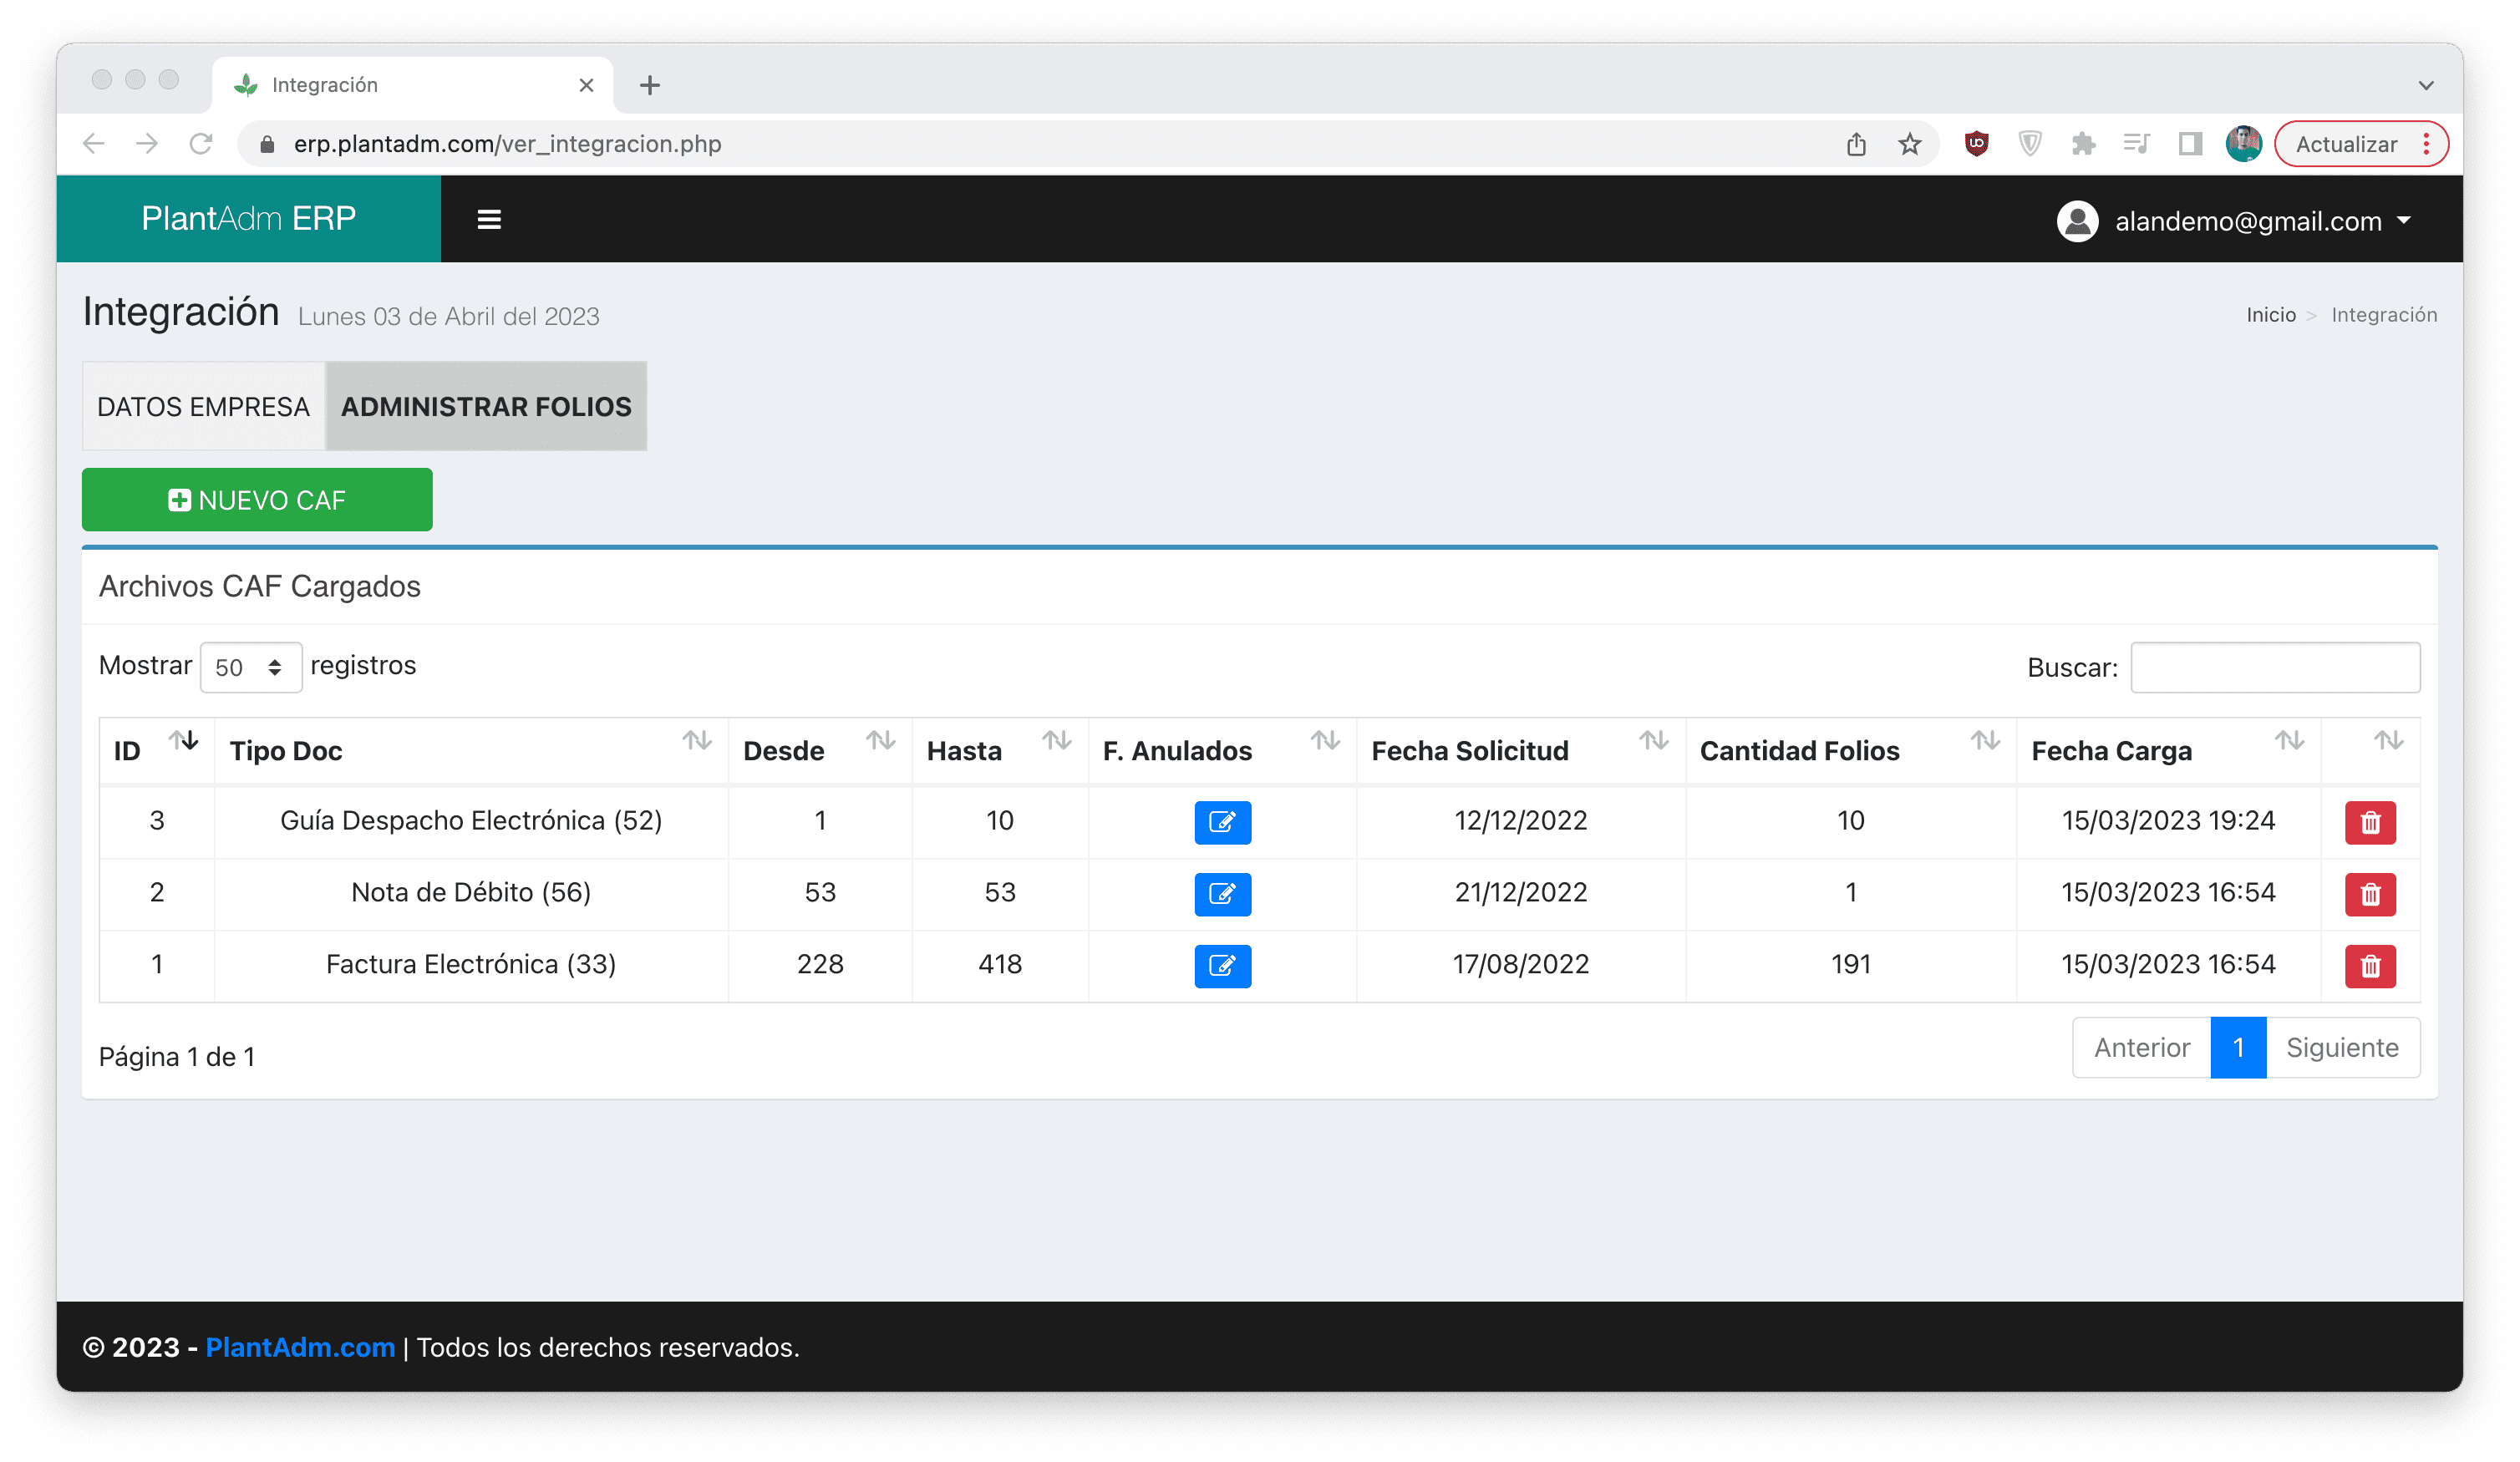 Integración
erp.plantadm.com/ver_integracion.php
Actualizar
PlantAdm ERP
alandemo@gmail.com
Integración Lunes 03 de Abril del 2023
Inicio > Integración
DATOS EMPRESA ADMINISTRAR FOLIOS
NUEVO CAF
Archivos CAF Cargados
Mostrar 50 registros
Buscar:
ID Tipo Doc Desde Hasta F. Anulados Fecha Solicitud Cantidad Folios Fecha Carga
3 Guía Despacho Electrónica (52) 1 10 12/12/2022 10 15/03/2023 19:24
2 Nota de Débito (56) 53 53 21/12/2022 1 15/03/2023 16:54
1 Factura Electrónica (33) 228 418 17/08/2022 191 15/03/2023 16:54
Página 1 de 1
Anterior 1 Siguiente
© 2023 - PlantAdm.com | Todos los derechos reservados.